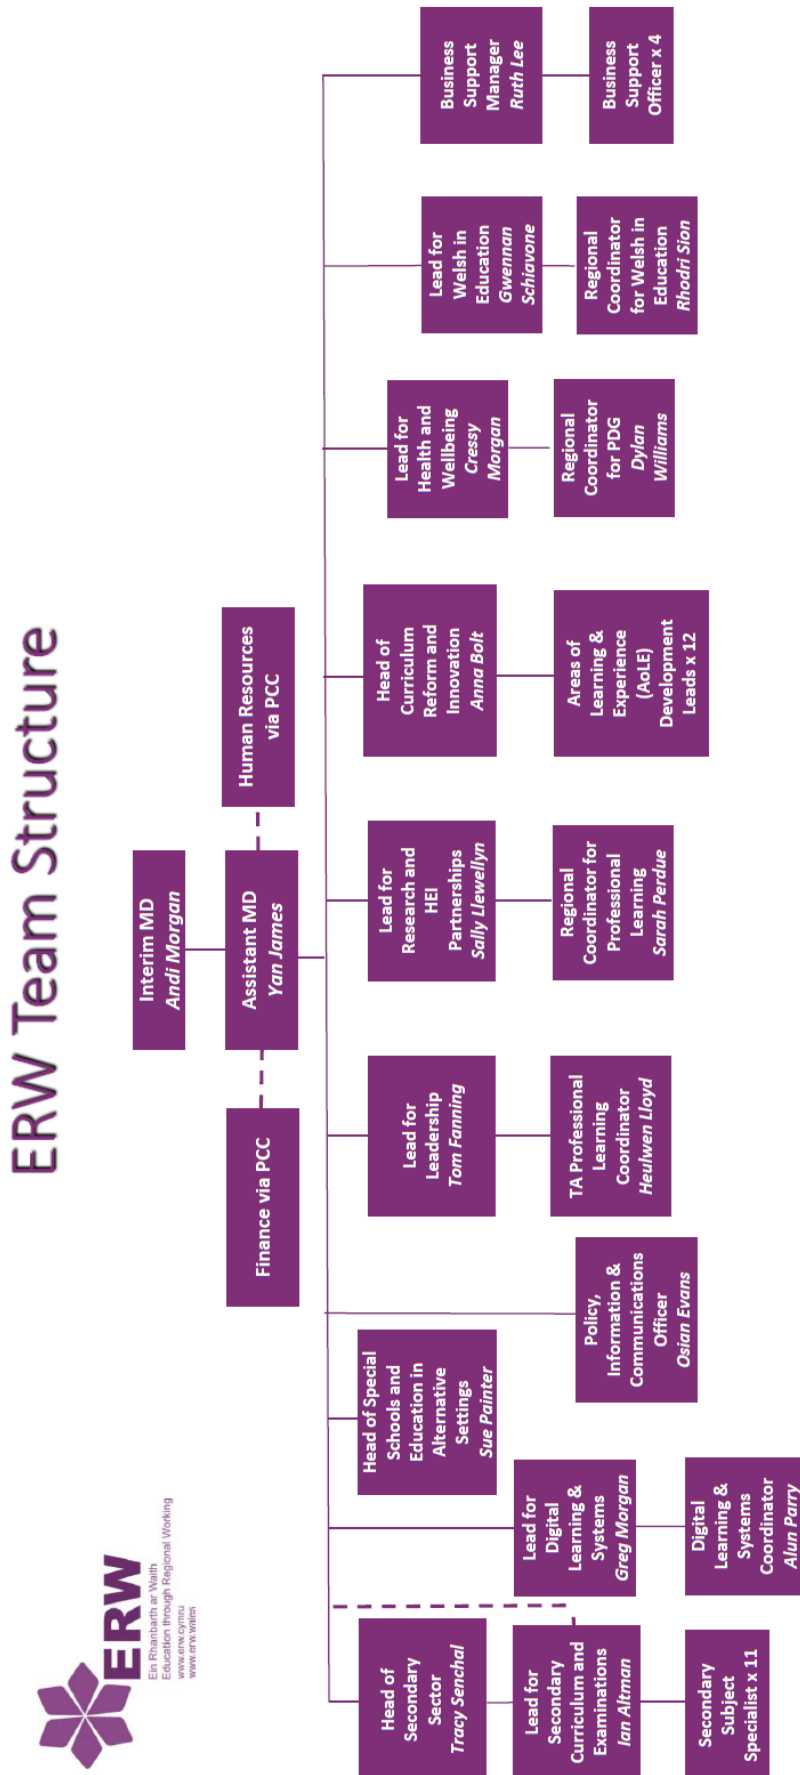 ERW Team Structure
ERW
Ein Rhanbarth ar Waith
Education through Regional Working
www.erw.cymru
www.erw.wales
Interim MD
Andi Morgan
Finance via PCC
Assistant MD
Yan James
Human Resources
via PCC
Head of
Secondary
Sector
Tracy Senchal
Lead for
Secondary
Curriculum and
Examinations
Ian Altman
Secondary
Subject
Specialist x 11
Lead for
Digital
Learning &
Systems
Greg Morgan
Digital
Learning &
Systems
Coordinator
Alun Parry
Head of Special
Schools and
Education in
Alternative
Settings
Sue Painter
Policy,
Information &
Communications
Officer
Osian Evans
Lead for
Leadership
Tom Fanning
TA Professional
Learning
Coordinator
Heulwen Lloyd
Lead for
Research and
HEI
Partnerships
Sally Llewellyn
Regional
Coordinator for
Professional
Learning
Sarah Perdue
Head of
Curriculum
Reform and
Innovation
Anna Bolt
Areas of
Learning &
Experience
(AoLE)
Development
Leads x 12
Lead for
Health and
Wellbeing
Cressy
Morgan
Regional
Coordinator
for PDG
Dylan
Williams
Lead for
Welsh in
Education
Gwennan
Schiavone
Regional
Coordinator
for Welsh in
Education
Rhodri Sion
Business
Support
Manager
Ruth Lee
Business
Support
Officer x 4